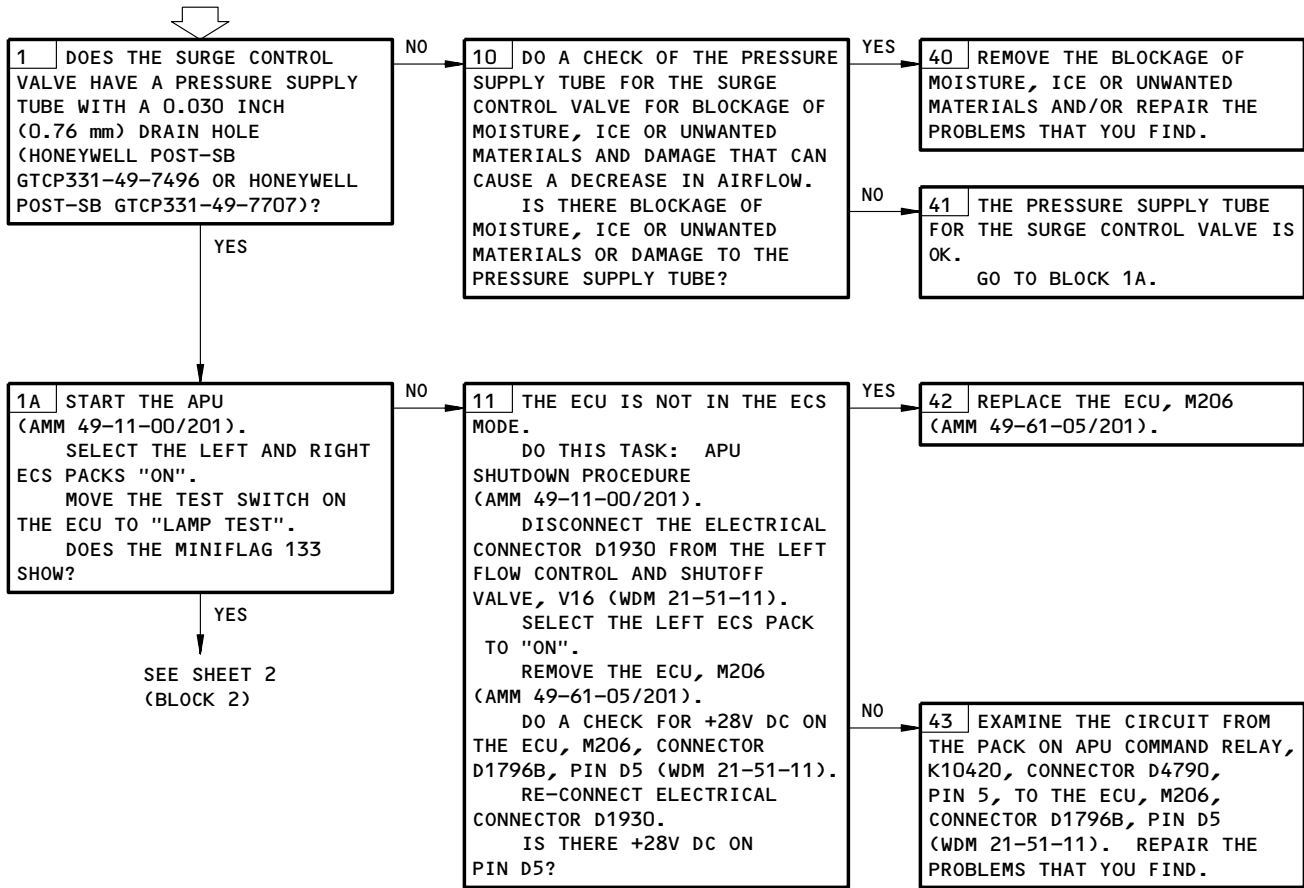 1 DOES THE SURGE CONTROL
VALVE HAVE A PRESSURE SUPPLY
TUBE WITH A 0.030 INCH
(0.76 mm) DRAIN HOLE
(HONEYWELL POST-SB
GTCP331-49-7496 OR HONEYWELL
POST-SB GTCP331-49-7707)?
NO
10 DO A CHECK OF THE PRESSURE
SUPPLY TUBE FOR THE SURGE
CONTROL VALVE FOR BLOCKAGE OF
MOISTURE, ICE OR UNWANTED
MATERIALS AND DAMAGE THAT CAN
CAUSE A DECREASE IN AIRFLOW.
IS THERE BLOCKAGE OF
MOISTURE, ICE OR UNWANTED
MATERIALS OR DAMAGE TO THE
PRESSURE SUPPLY TUBE?
YES
40 REMOVE THE BLOCKAGE OF
MOISTURE, ICE OR UNWANTED
MATERIALS AND/OR REPAIR THE
PROBLEMS THAT YOU FIND.
NO
41 THE PRESSURE SUPPLY TUBE
FOR THE SURGE CONTROL VALVE IS
OK.
GO TO BLOCK 1A.
YES
1A START THE APU
(AMM 49-11-00/201).
SELECT THE LEFT AND RIGHT
ECS PACKS "ON".
MOVE THE TEST SWITCH ON
THE ECU TO "LAMP TEST".
DOES THE MINIFLAG 133
SHOW?
NO
11 THE ECU IS NOT IN THE ECS
MODE.
DO THIS TASK: APU
SHUTDOWN PROCEDURE
(AMM 49-11-00/201).
DISCONNECT THE ELECTRICAL
CONNECTOR D1930 FROM THE LEFT
FLOW CONTROL AND SHUTOFF
VALVE, V16 (WDM 21-51-11).
SELECT THE LEFT ECS PACK
TO "ON".
REMOVE THE ECU, M206
(AMM 49-61-05/201).
DO A CHECK FOR +28V DC ON
THE ECU, M206, CONNECTOR
D1796B, PIN D5 (WDM 21-51-11).
RE-CONNECT ELECTRICAL
CONNECTOR D1930.
IS THERE +28V DC ON
PIN D5?
YES
42 REPLACE THE ECU, M206
(AMM 49-61-05/201).
NO
43 EXAMINE THE CIRCUIT FROM
THE PACK ON APU COMMAND RELAY,
K10420, CONNECTOR D4790,
PIN 5, TO THE ECU, M206,
CONNECTOR D1796B, PIN D5
(WDM 21-51-11). REPAIR THE
PROBLEMS THAT YOU FIND.
YES
SEE SHEET 2
(BLOCK 2)